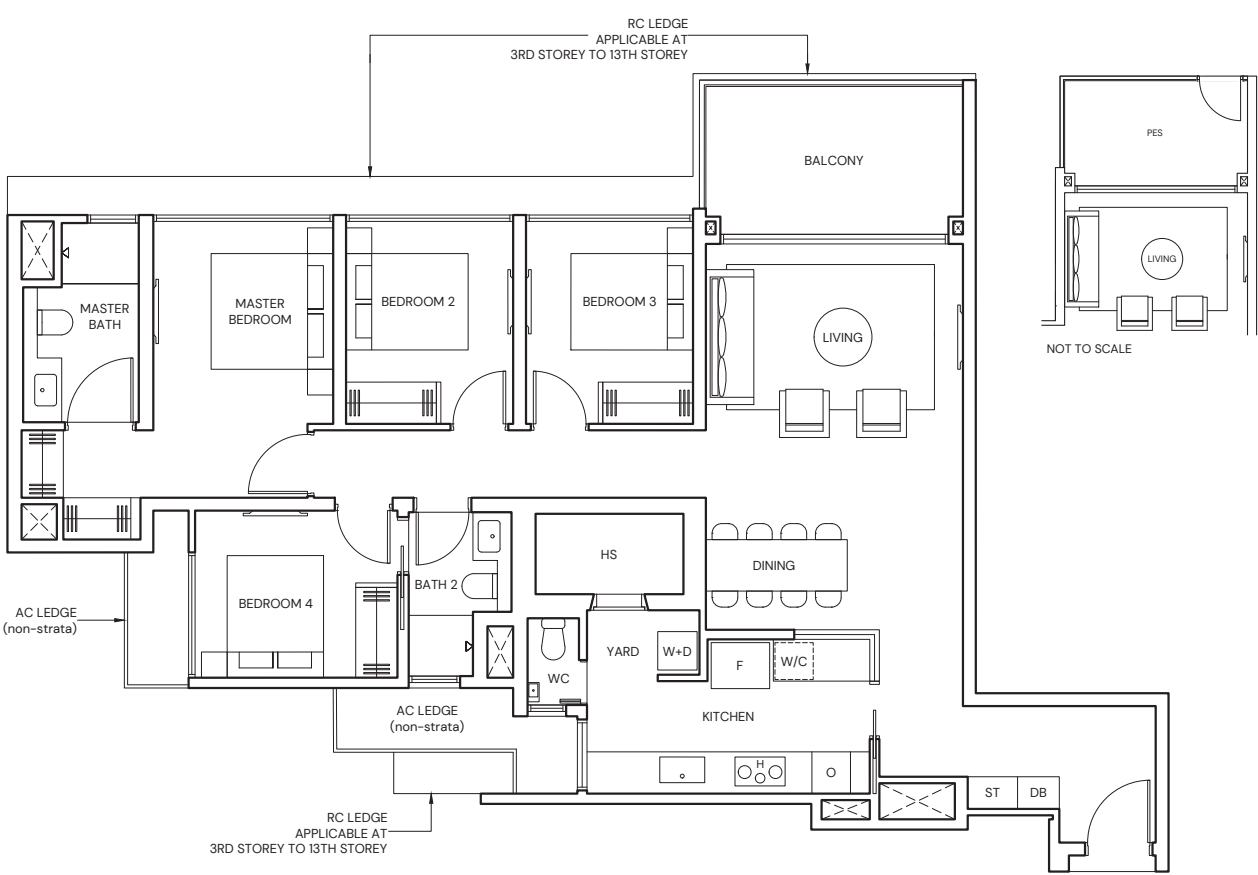 RC LEDGE
APPLICABLE AT
3RD STOREY TO 13TH STOREY
BALCONY
PES
X
MASTER
BATH
MASTER
BEDROOM
BEDROOM 2
BEDROOM 3
LIVING
LIVING
NOT TO SCALE
HS
DINING
BATH 2
BEDROOM 4
AC LEDGE
(non-strata)
YARD
W+D
F
W/C
WC
AC LEDGE
(non-strata)
KITCHEN
H
O
ST
DB
RC LEDGE
APPLICABLE AT
3RD STOREY TO 13TH STOREY